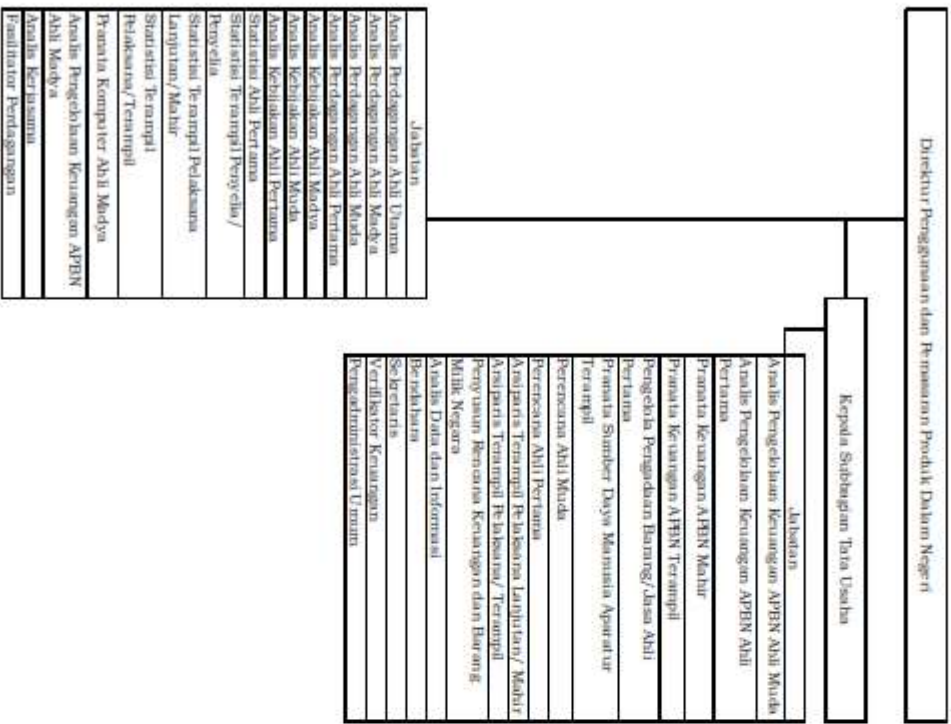 Direktur Penggunaan dan Pemasaran Produk Dalam Negeri
Kepala Subbagian Tata Usaha
Jabatan
Analis Perdagangan Ahli Utama
Analis Perdagangan Ahli Madya
Analis Perdagangan Ahli Muda
Analis Perdagangan Ahli Pertama
Analis Kebijakan Ahli Madya
Analis Kebijakan Ahli Muda
Analis Kebijakan Ahli Pertama
Statistisi Ahli Pertama
Statistisi Terampil Penyelia/
Penyelia
Statistisi Terampil Pelaksana
Lanjutan/Mahir
Statistisi Terampil
Pelaksana/Terampil
Pranata Komputer Ahli Madya
Analis Pengelolaan Keuangan APBN
Ahli Madya
Analis Kerjasama
Fasilitator Perdagangan
Jabatan
Analis Pengelolaan Keuangan APBN Ahli Muda
Analis Pengelolaan Keuangan APBN Ahli
Pertama
Pranata Keuangan APBN Mahir
Pranata Keuangan APBN Terampil
Pengelola Pengadaan Barang/Jasa Ahli
Pertama
Pranata Sumber Daya Manusia Aparatur
Terampil
Perencana Ahli Muda
Perencana Ahli Pertama
Arsiparis Terampil Pelaksana Lanjutan/ Mahir
Arsiparis Terampil Pelaksana/ Terampil
Penyusun Rencana Keuangan dan Barang
Milik Negara
Analis Data dan Informasi
Bendahara
Sekretaris
Verifikator Keuangan
Pengadministrasi Umum